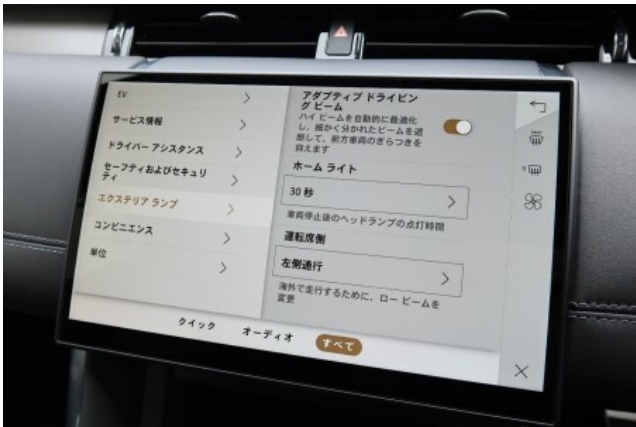 EV
サービス情報
ドライバー アシスタンス
セーフティおよびセキュリ
ティ
エクステリア ランプ
コンビニエンス
単位
アダプティブ ドライビン
グ ビーム
ハイ ビームを自動的に最適化
し、細かく分かれたビームを遮
断して、前方車両のぎらつきを
抑えます
ホーム ライト
30 秒
車両停止後のヘッドランプの点灯時間
運転席側
左側通行
海外で走行するために、ロー ビームを
変更
クイック
オーディオ
すべて